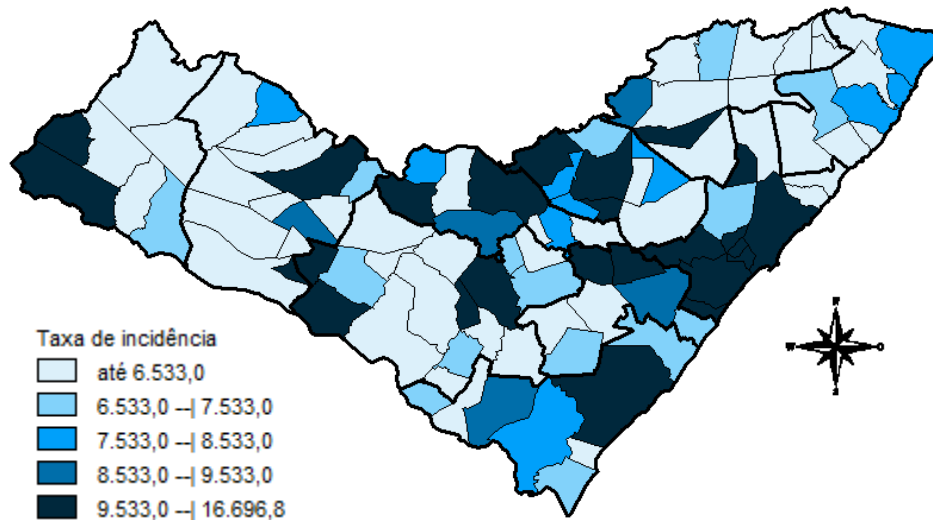 Taxa de incidência
até 6.533,0
6.533,0 --| 7.533,0
7.533,0 --| 8.533,0
8.533,0 --| 9.533,0
9.533,0 --| 16.696,8
W